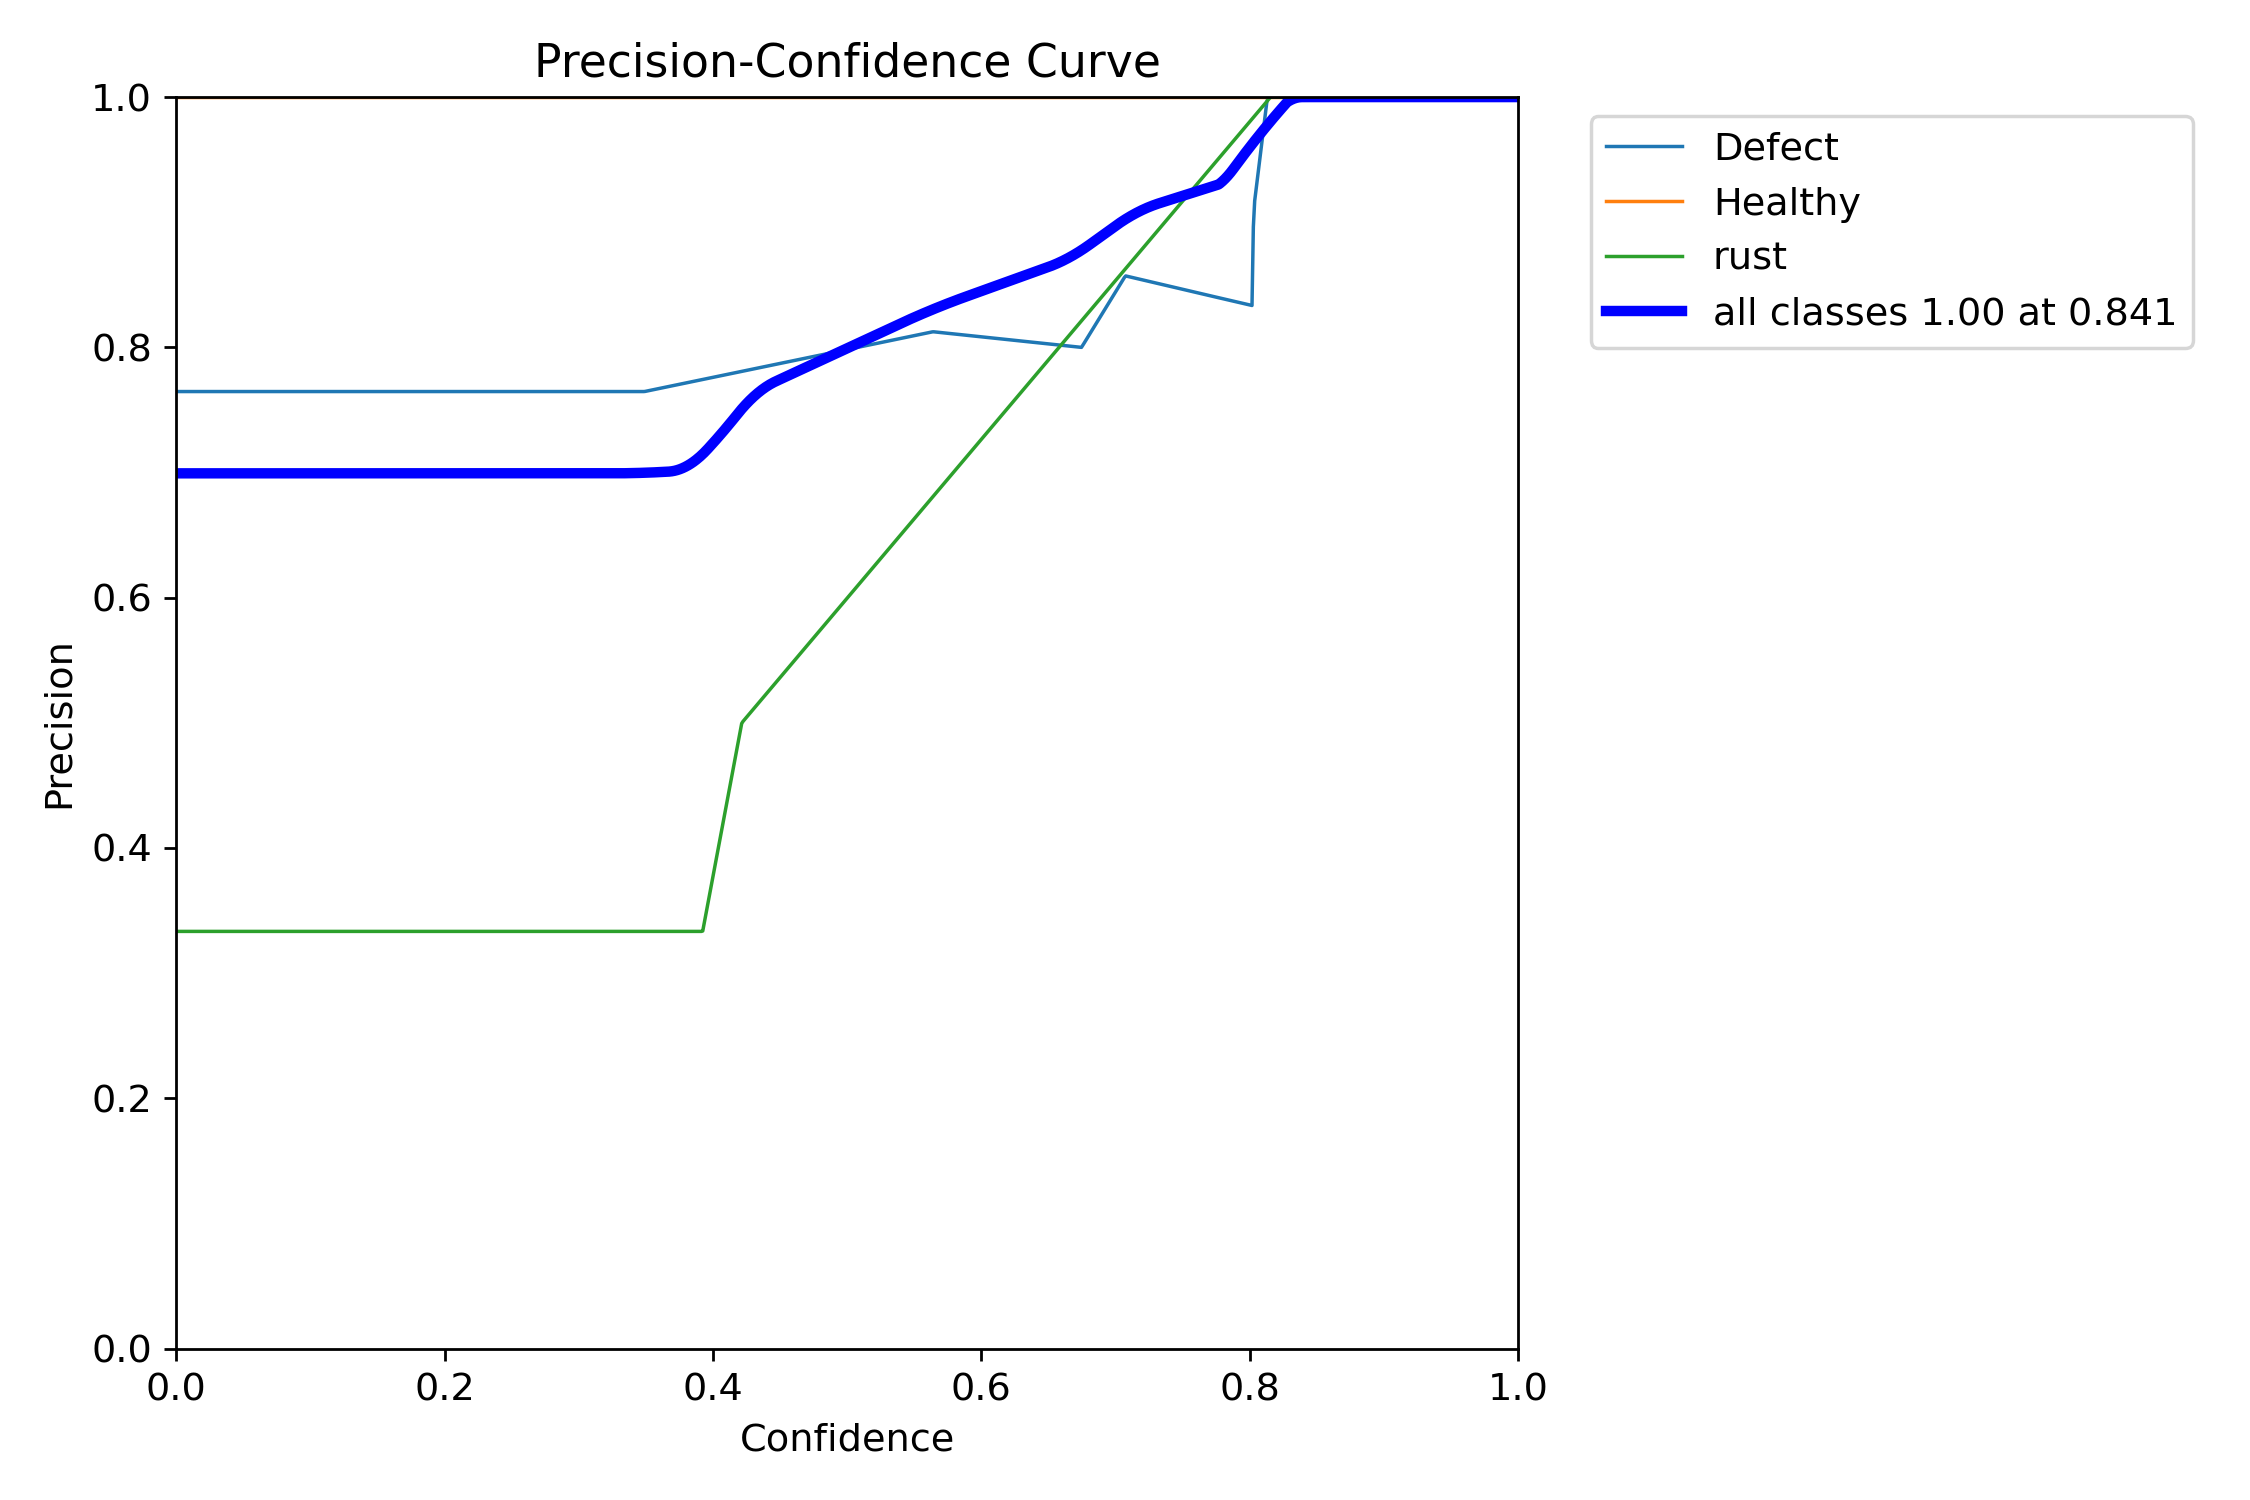 Precision-Confidence Curve
1.0
0.8
0.6
0.4
0.2
0.0
Precision
0.0 0.2 0.4 0.6 0.8 1.0
Confidence
Defect
Healthy
rust
all classes 1.00 at 0.841